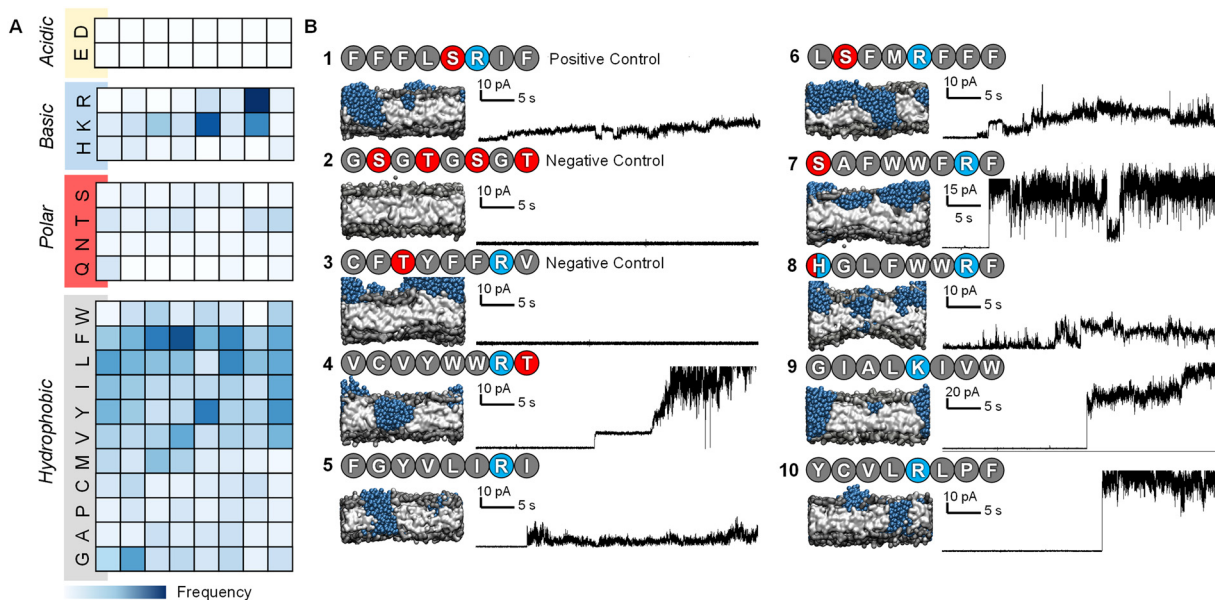 A
Acidic
E D
Basic
H K R
Polar
Q N T S
Hydrophobic
G A P C M V Y I L F W
Frequency
B
1 F F F L S R I F Positive Control
10 pA
5 s
2 G S G T G S G T Negative Control
10 pA
5 s
3 C F T Y F F R V Negative Control
10 pA
5 s
4 V C V Y W W R T
10 pA
5 s
5 F G Y V L I R I
10 pA
5 s
6 L S F M R F F F
10 pA
5 s
7 S A F W W F R F
15 pA
5 s
8 H G L F W W R F
10 pA
5 s
9 G I A L K I V W
20 pA
5 s
10 Y C V L R L P F
10 pA
5 s